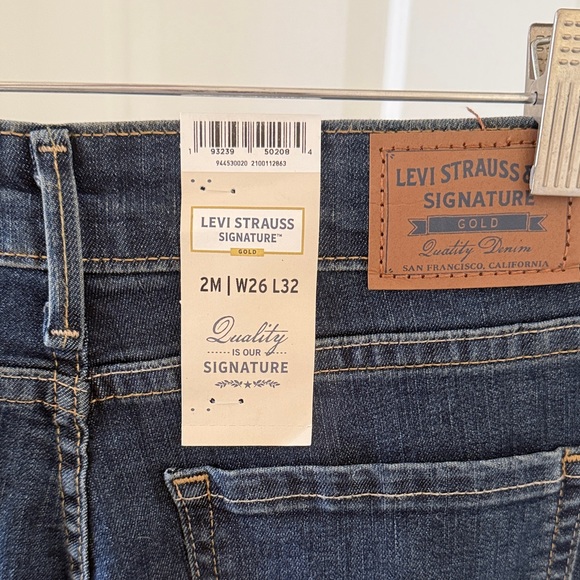 1 93239 50208 4
944530020 2100112863
LEVI STRAUSS
SIGNATURE™
GOLD
2M | W26 L32
Quality
IS OUR
SIGNATURE
LEVI STRAUSS &
SIGNATURE
GOLD
Quality Denim
SAN FRANCISCO, CALIFORNIA